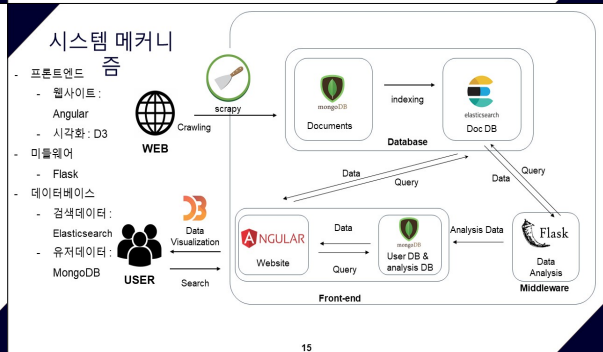 시스템 메커니
즘
- 프론트엔드
- 웹사이트 :
Angular
- 시각화 : D3
- 미들웨어
- Flask
- 데이터베이스
- 검색데이터 :
Elasticsearch
- 유저데이터 :
MongoDB
WEB
Crawling
scrapy
mongoDB
Documents
indexing
elasticsearch
Doc DB
Database
Data
Query
Query
Data
D3
Data
Visualization
USER
Search
ANGULAR
Website
Data
Query
mongoDB
User DB &
analysis DB
Analysis Data
Flask
Data
Analysis
Middleware
Front-end
15